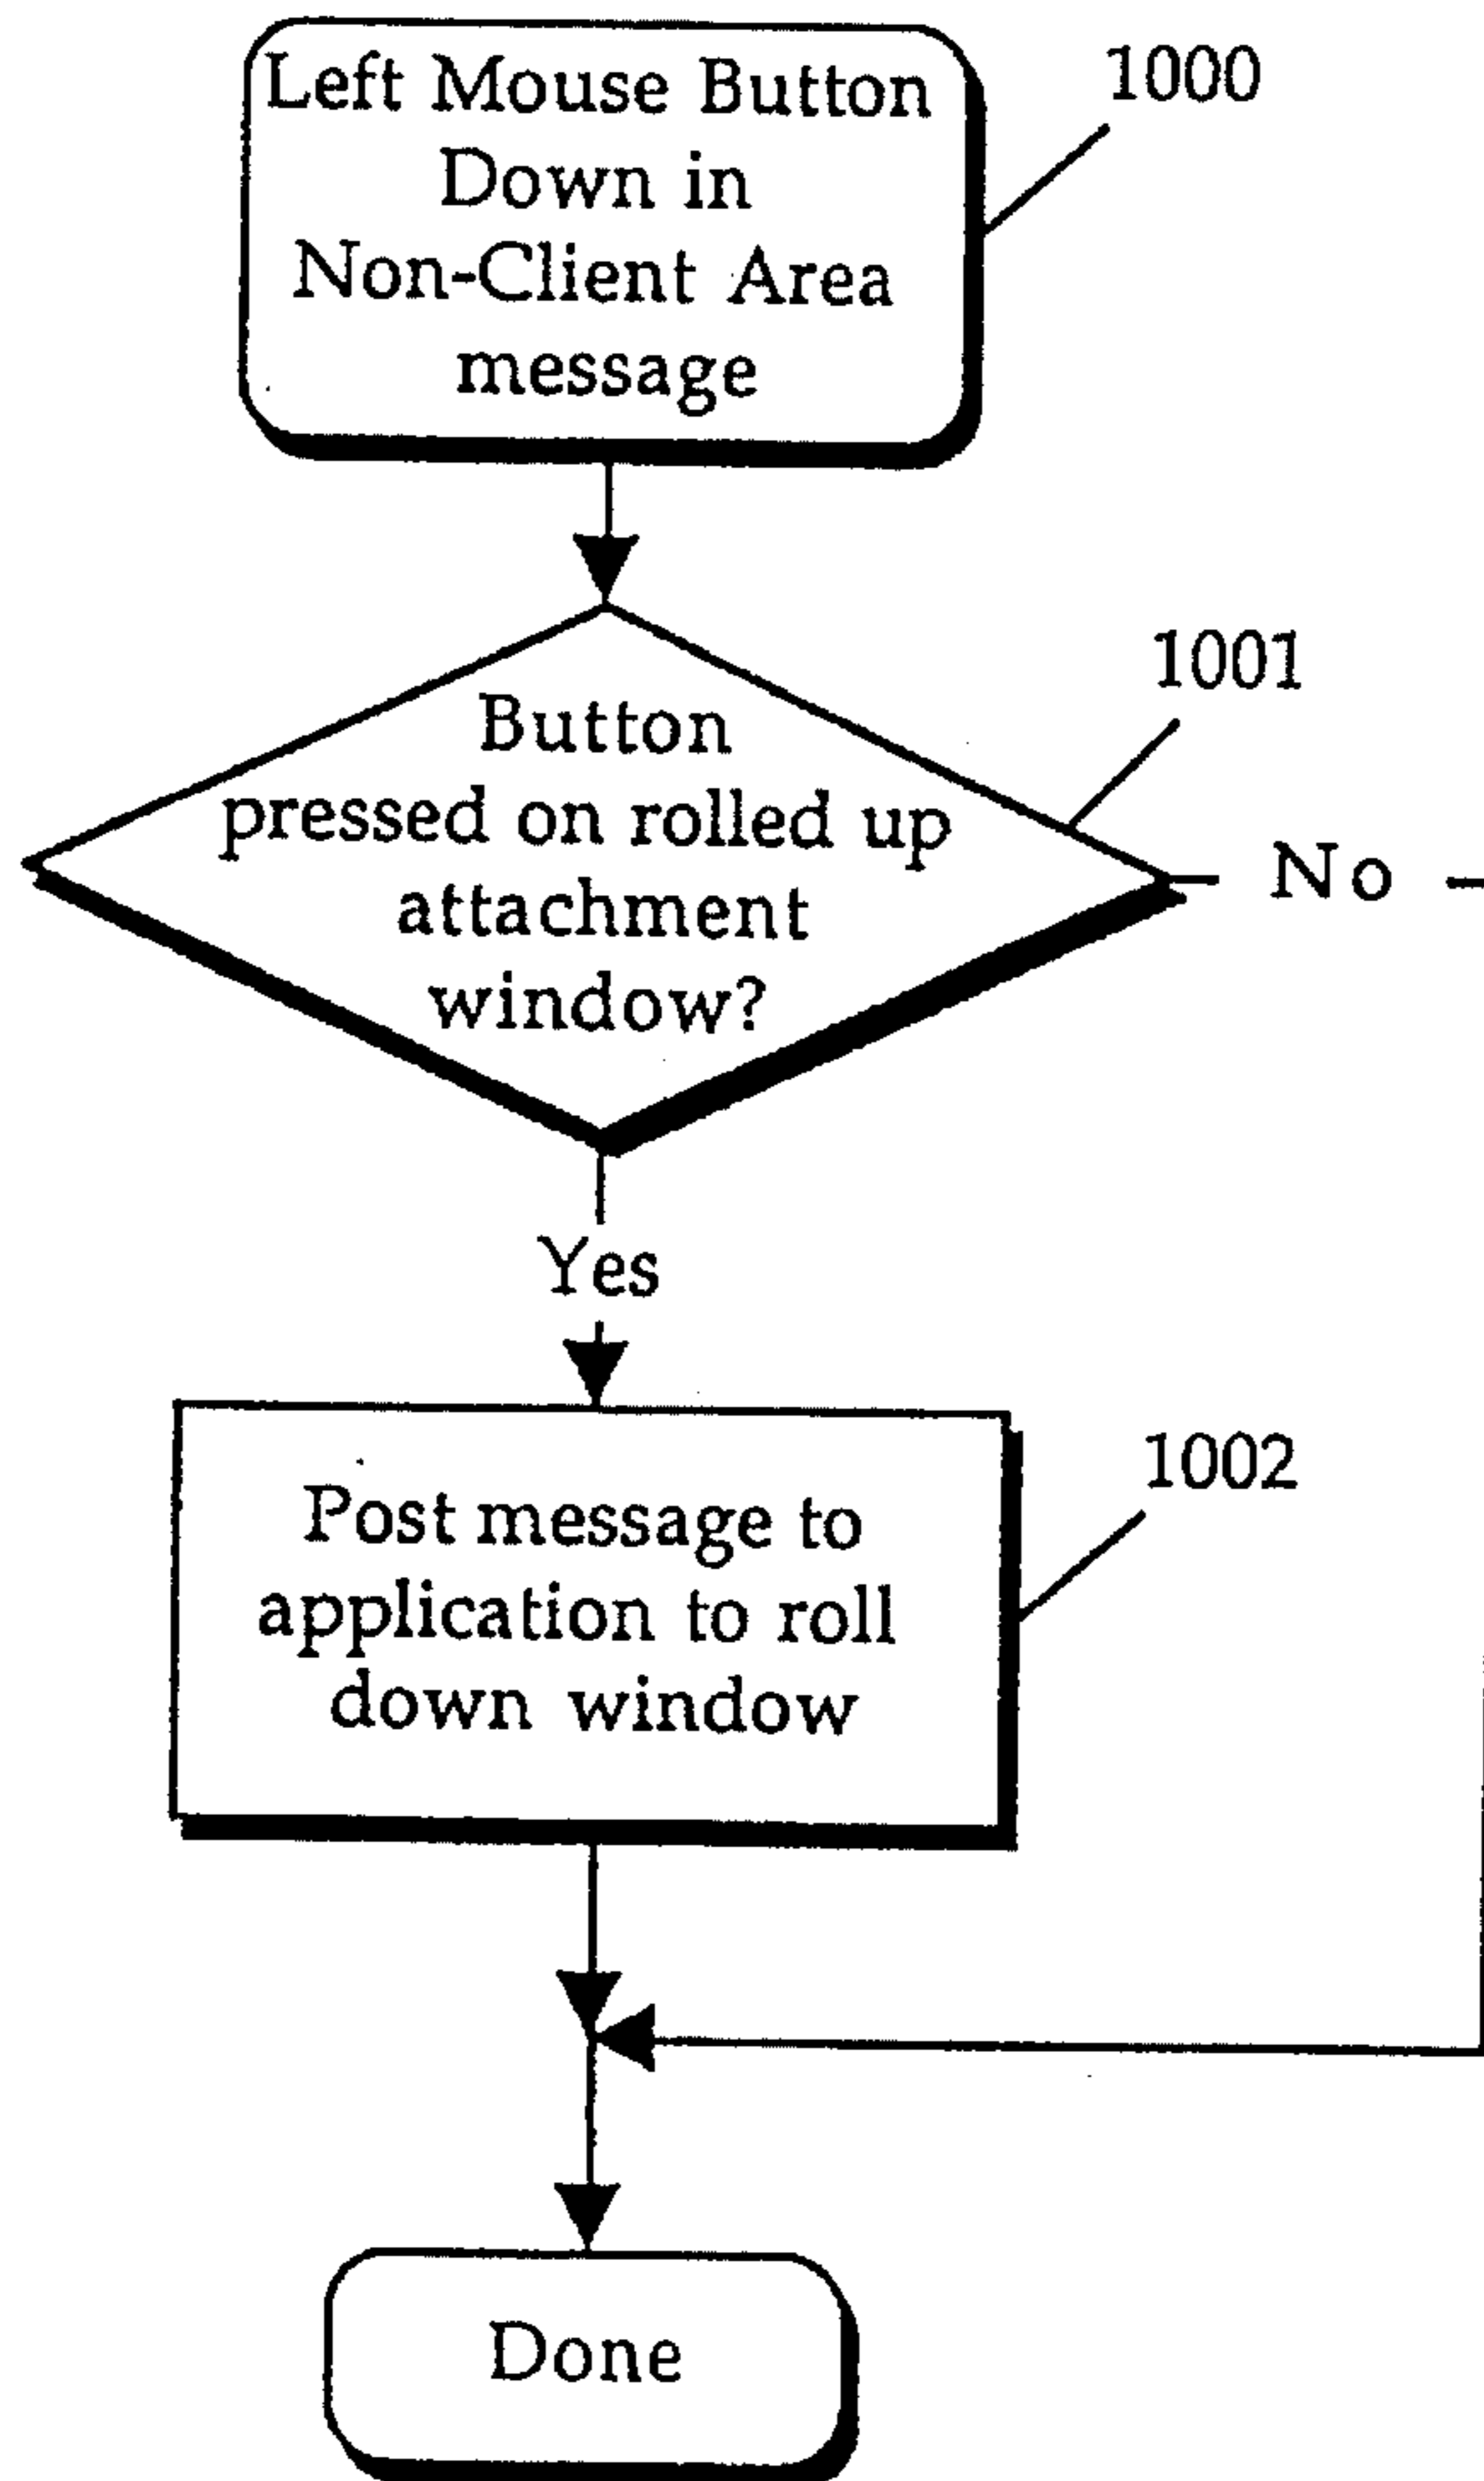 Left Mouse Button
Down in
Non-Client Area
message
1000
Button
pressed on rolled up
attachment
window?
1001
No
Yes
Post message to
application to roll
down window
1002
Done